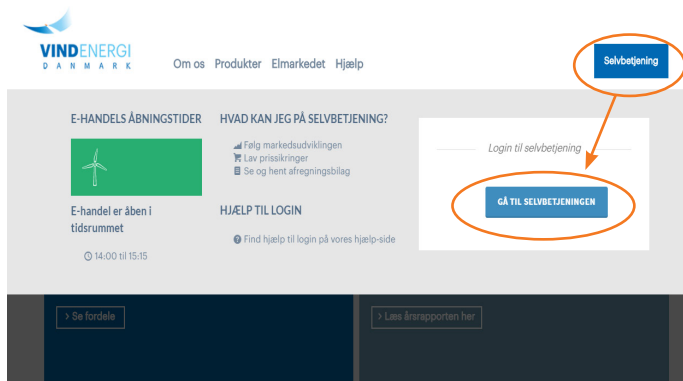 VINDENERGI
DANMARK
Om os Produkter Elmarkedet Hjælp
Selvbetjening
E-HANDELS ÅBNINGSTIDER
E-handel er åben i
tidsrummet
14:00 til 15:15
HVAD KAN JEG PÅ SELVBETJENING?
Følg markedsudviklingen
Lav prissikringer
Se og hent afregningsbilag
HJÆLP TIL LOGIN
Find hjælp til login på vores hjælp-side
Login til selvbetjening
GÅ TIL SELVBETJENINGEN
> Se fordele
> Læs årsrapporten her